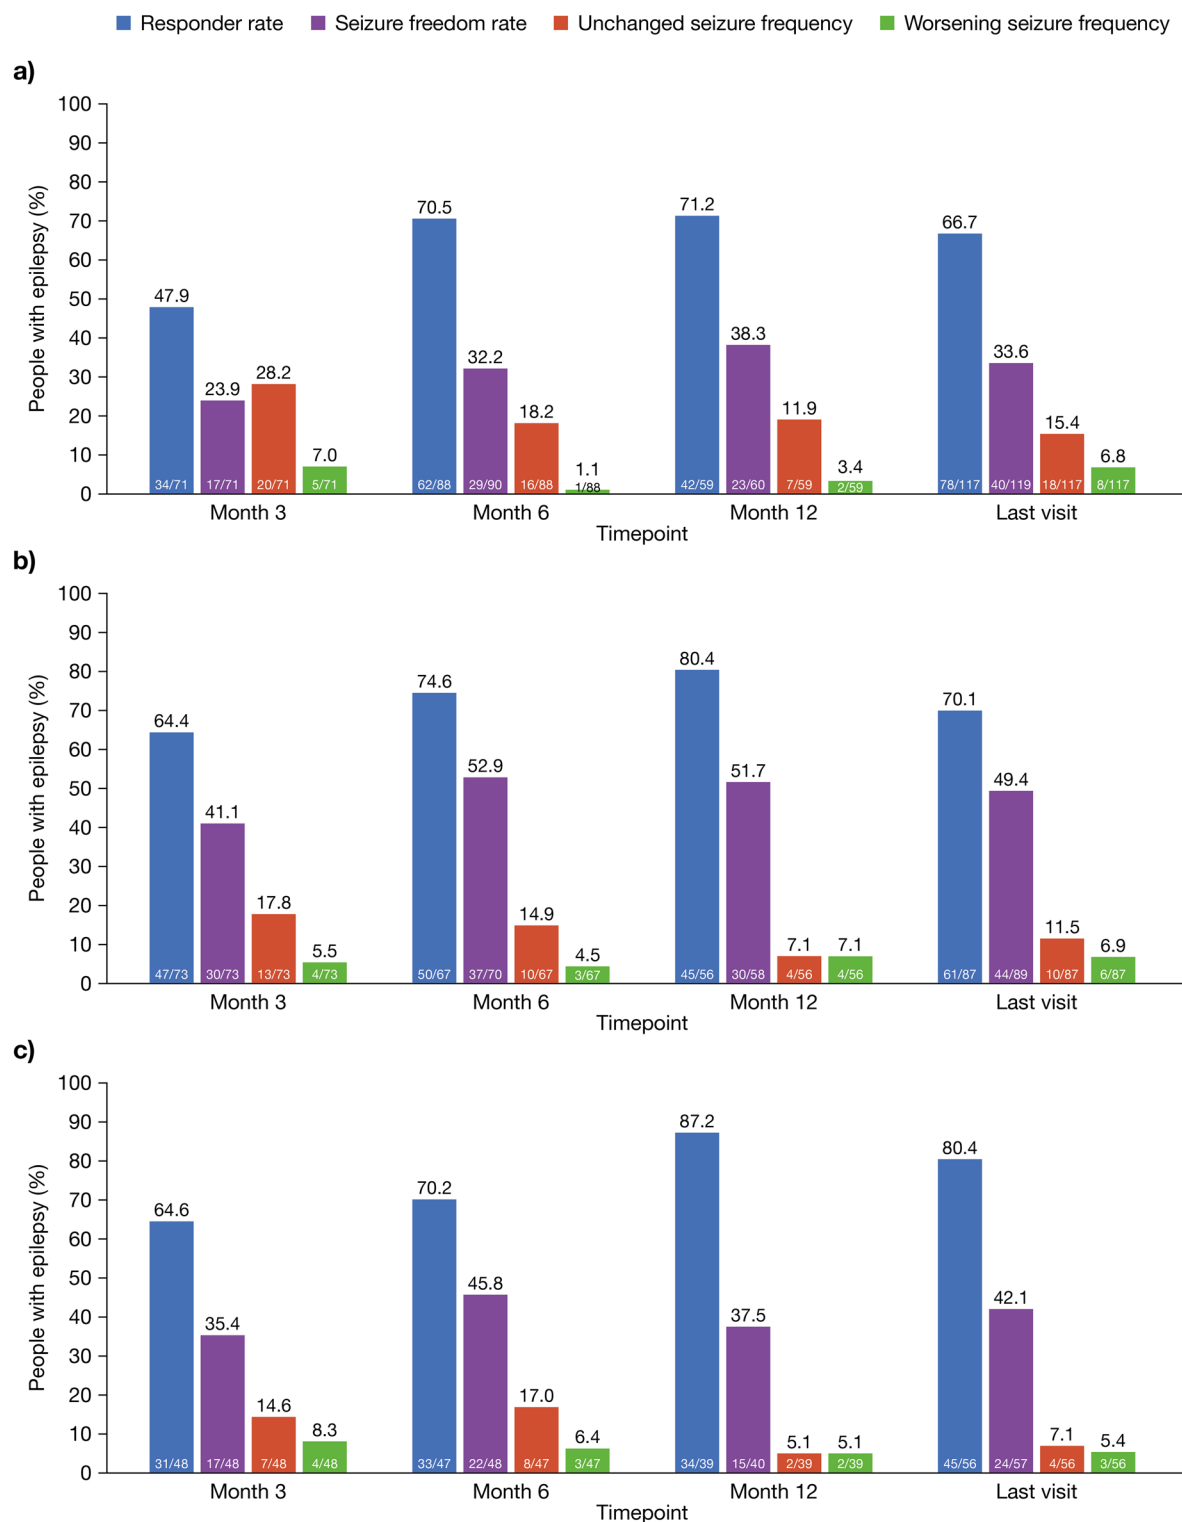 Responder rate Seizure freedom rate Unchanged seizure frequency Worsening seizure frequency
a)
People with epilepsy (%)
100
90
80
70
60
50
40
30
20
10
0
47.9 23.9 28.2 7.0
70.5 32.2 18.2 1.1
71.2 38.3 11.9 3.4
66.7 33.6 15.4 6.8
34/71 17/71 20/71 5/71 62/88 29/90 16/88 1/88 42/59 23/60 7/59 2/59 78/117 40/119 18/117 8/117
Month 3 Month 6 Month 12 Last visit
Timepoint
b)
People with epilepsy (%)
100
90
80
70
60
50
40
30
20
10
0
64.4 41.1 17.8 5.5
74.6 52.9 14.9 4.5
80.4 51.7 7.1 7.1
70.1 49.4 11.5 6.9
47/73 30/73 13/73 4/73 50/67 37/70 10/67 3/67 45/56 30/58 4/56 4/56 61/87 44/89 10/87 6/87
Month 3 Month 6 Month 12 Last visit
Timepoint
c)
People with epilepsy (%)
100
90
80
70
60
50
40
30
20
10
0
64.6 35.4 14.6 8.3
70.2 45.8 17.0 6.4
87.2 37.5 5.1 5.1
80.4 42.1 7.1 5.4
31/48 17/48 7/48 4/48 33/47 22/48 8/47 3/47 34/39 15/40 2/39 2/39 45/56 24/57 4/56 3/56
Month 3 Month 6 Month 12 Last visit
Timepoint